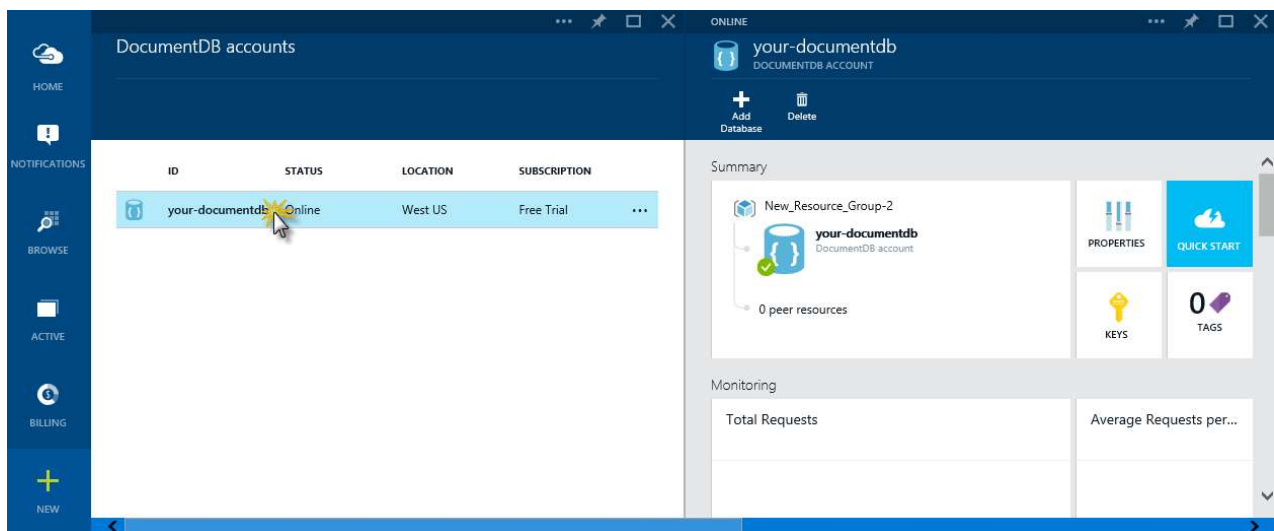 HOME
NOTIFICATIONS
BROWSE
ACTIVE
BILLING
NEW
DocumentDB accounts
ID STATUS LOCATION SUBSCRIPTION
your-documentdb Online West US Free Trial
ONLINE
your-documentdb
DOCUMENTDB ACCOUNT
Add Delete
Database
Summary
New_Resource_Group-2
your-documentdb
DocumentDB account
0 peer resources
PROPERTIES QUICK START
0
KEYS TAGS
Monitoring
Total Requests Average Requests per...